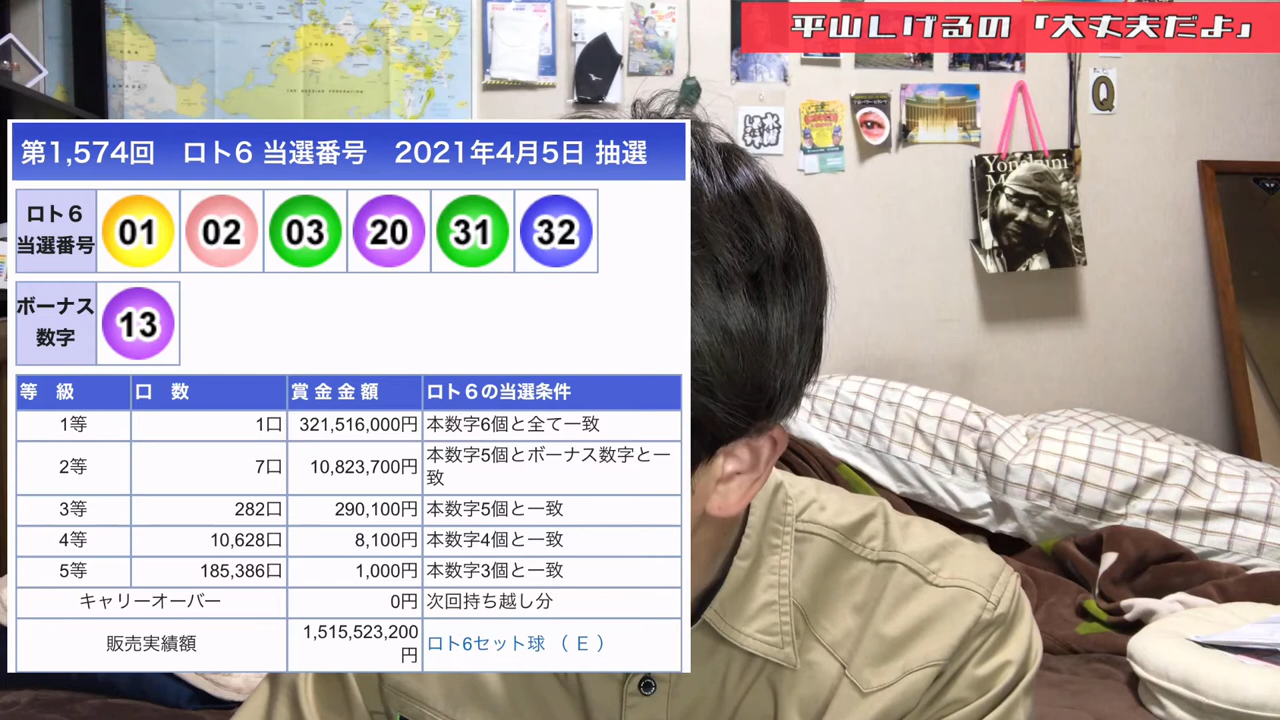 平山しげるの「大丈夫だよ」
CHINA
THE RUSSIAN FEDERATION
CANADA
Q
第1,574回 ロト6 当選番号 2021年4月5日 抽選
ロト6
当選番号
01 02 03 20 31 32
ボーナス
数字
13
等 級 口 数 賞金金額 ロト6の当選条件
1等 1口 321,516,000円 本数字6個と全て一致
2等 7口 10,823,700円 本数字5個とボーナス数字と一
致
3等 282口 290,100円 本数字5個と一致
4等 10,628口 8,100円 本数字4個と一致
5等 185,386口 1,000円 本数字3個と一致
キャリーオーバー 0円 次回持ち越し分
販売実績額 1,515,523,200
円 ロト6セット球 （ E ）